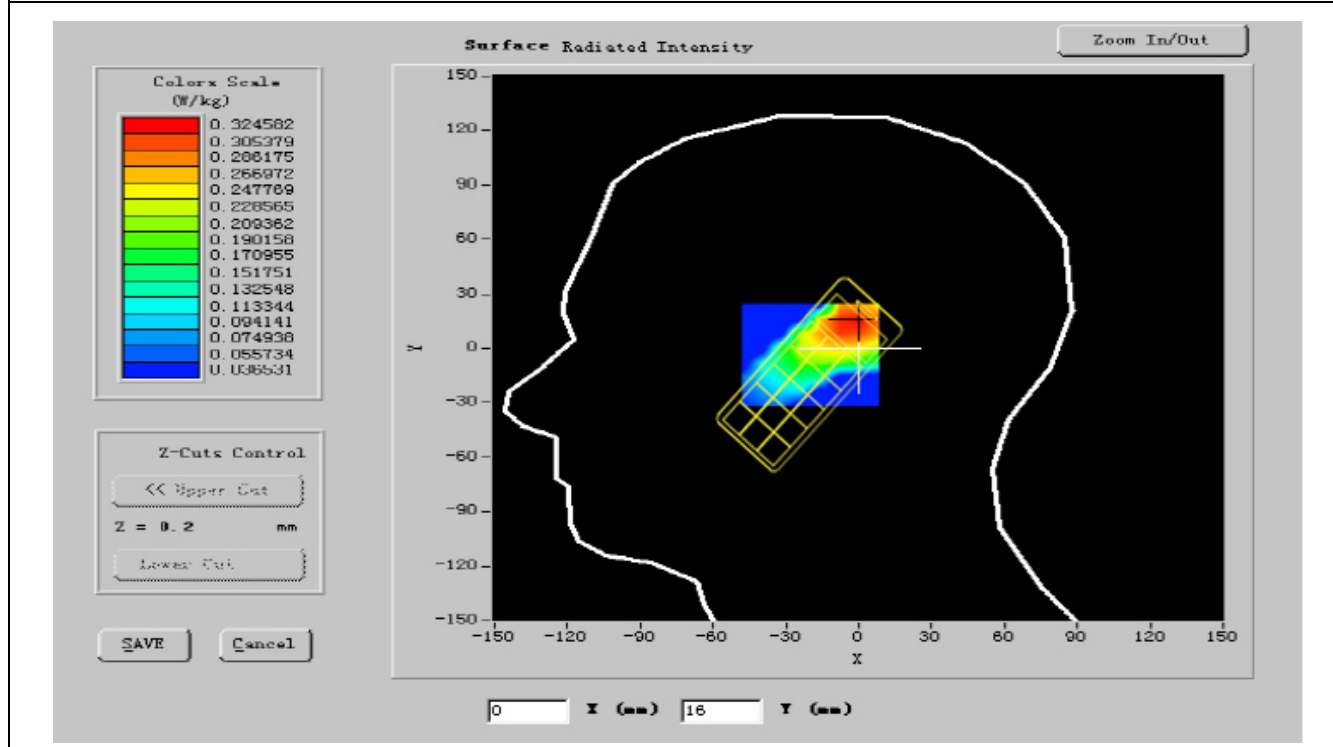 Surface Radiated Intensity
Zoom In/Out
Colors Scale
(W/kg)
0.324582
0.305379
0.286175
0.266972
0.247769
0.228565
0.209362
0.190158
0.170955
0.151751
0.132548
0.113344
0.094141
0.074938
0.055734
0.036531
Z-Cuts Control
<< Upper Cut
Z = 0.2 mm
Lower Cut
SAVE
Cancel
150
120
90
60
30
0
-30
-60
-90
-120
-150
Y
-150 -120 -90 -60 -30 0 30 60 90 120 150
X
0 X (mm) 16 Y (mm)